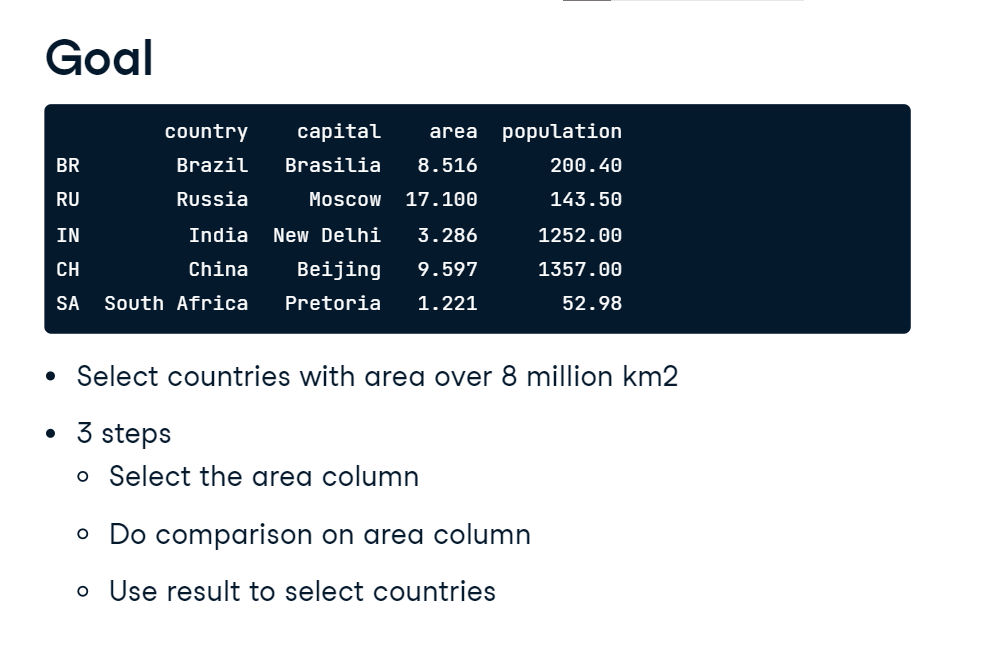 Goal
country capital area population
BR Brazil Brasilia 8.516 200.40
RU Russia Moscow 17.100 143.50
IN India New Delhi 3.286 1252.00
CH China Beijing 9.597 1357.00
SA South Africa Pretoria 1.221 52.98
• Select countries with area over 8 million km2
• 3 steps
○ Select the area column
○ Do comparison on area column
○ Use result to select countries